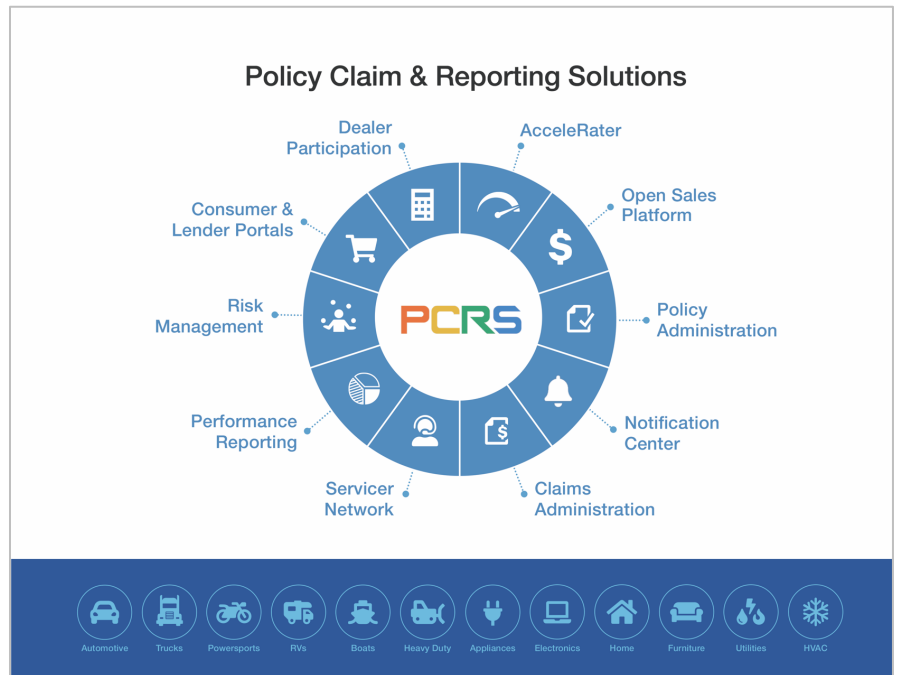 Policy Claim & Reporting Solutions
Dealer
Participation
AcceleRater
Consumer &
Lender Portals
Open Sales
Platform
$
Risk
Management
PCRS
Policy
Administration
Performance
Reporting
Notification
Center
$
Servicer
Network
Claims
Administration
Automotive
Trucks
Powersports
RVs
Boats
Heavy Duty
Appliances
Electronics
Home
Furniture
Utilities
HVAC